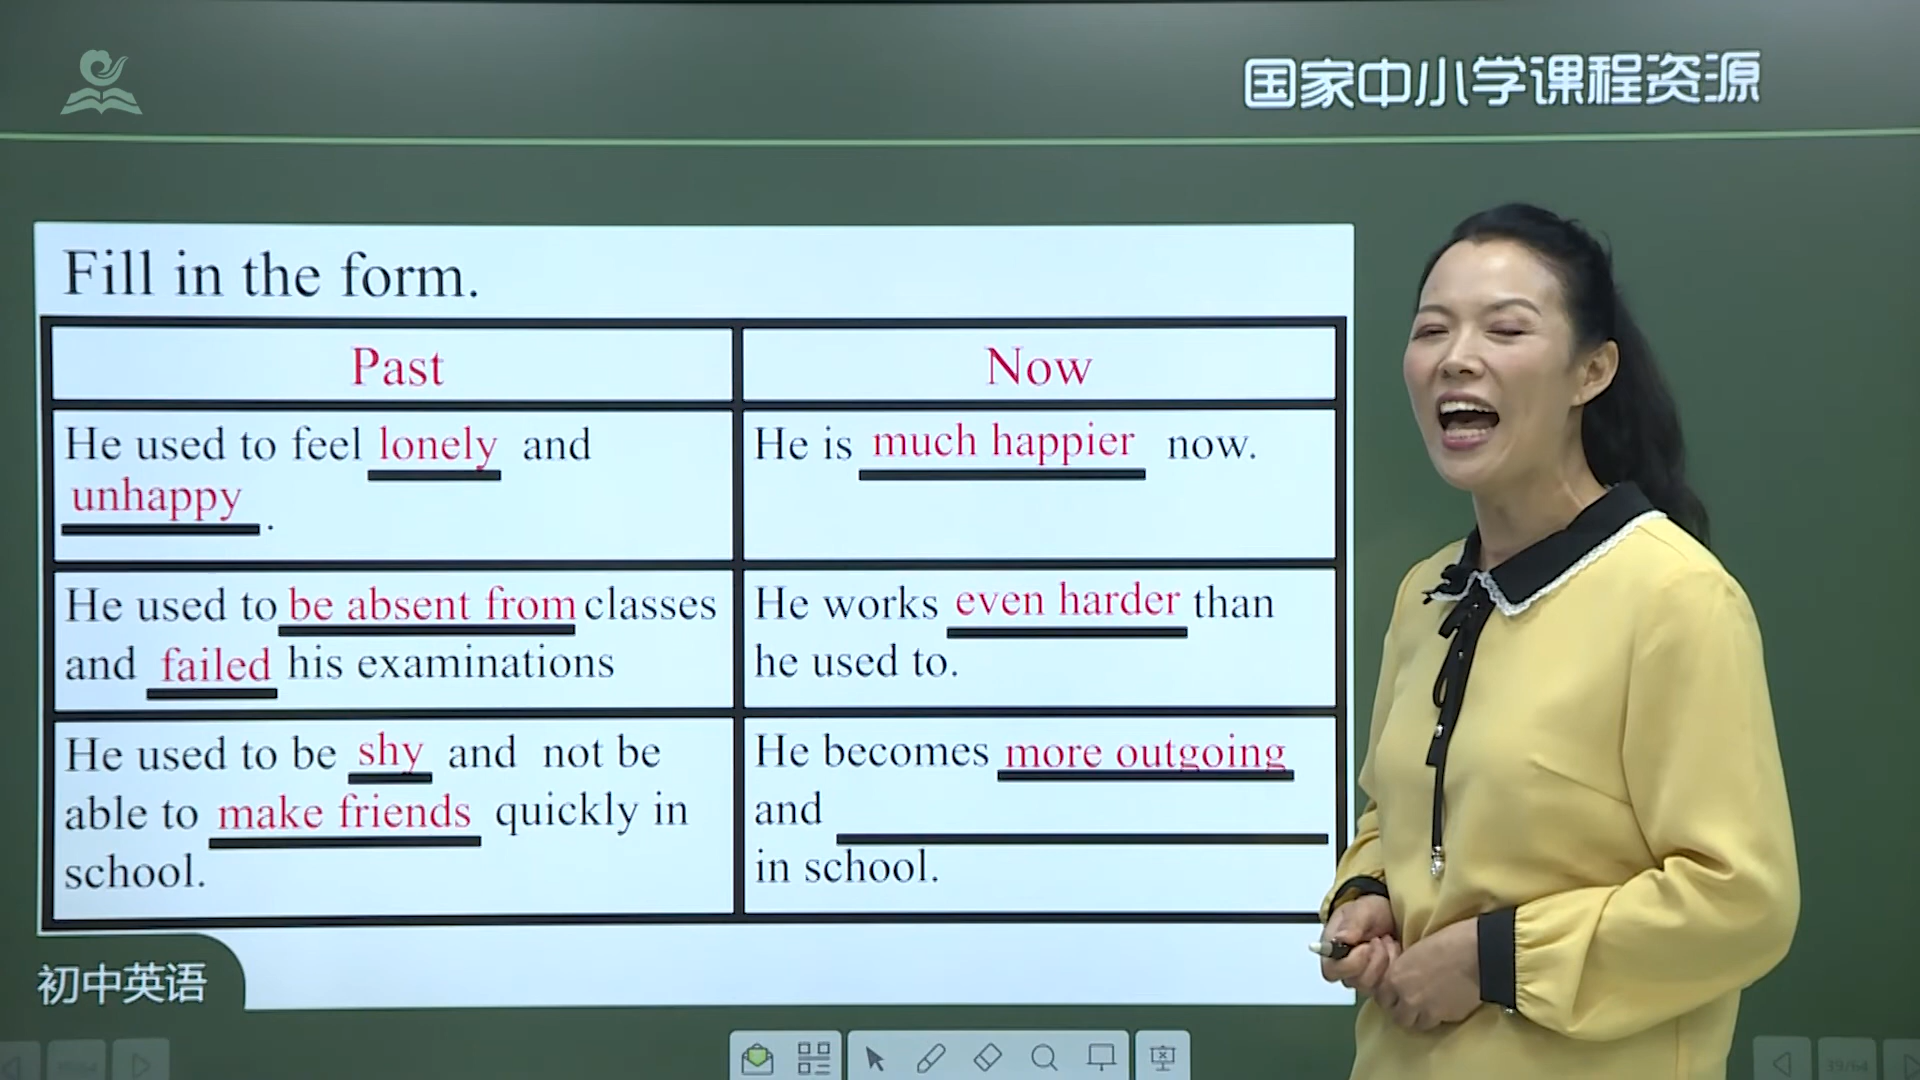 国家中小学课程资源
Fill in the form.
Past
Now
He used to feel lonely and
unhappy .
He is much happier now.
He used to be absent from classes
and failed his examinations
He works even harder than
he used to.
He used to be shy and not be
able to make friends quickly in
school.
He becomes more outgoing
and
in school.
初中英语
39/64